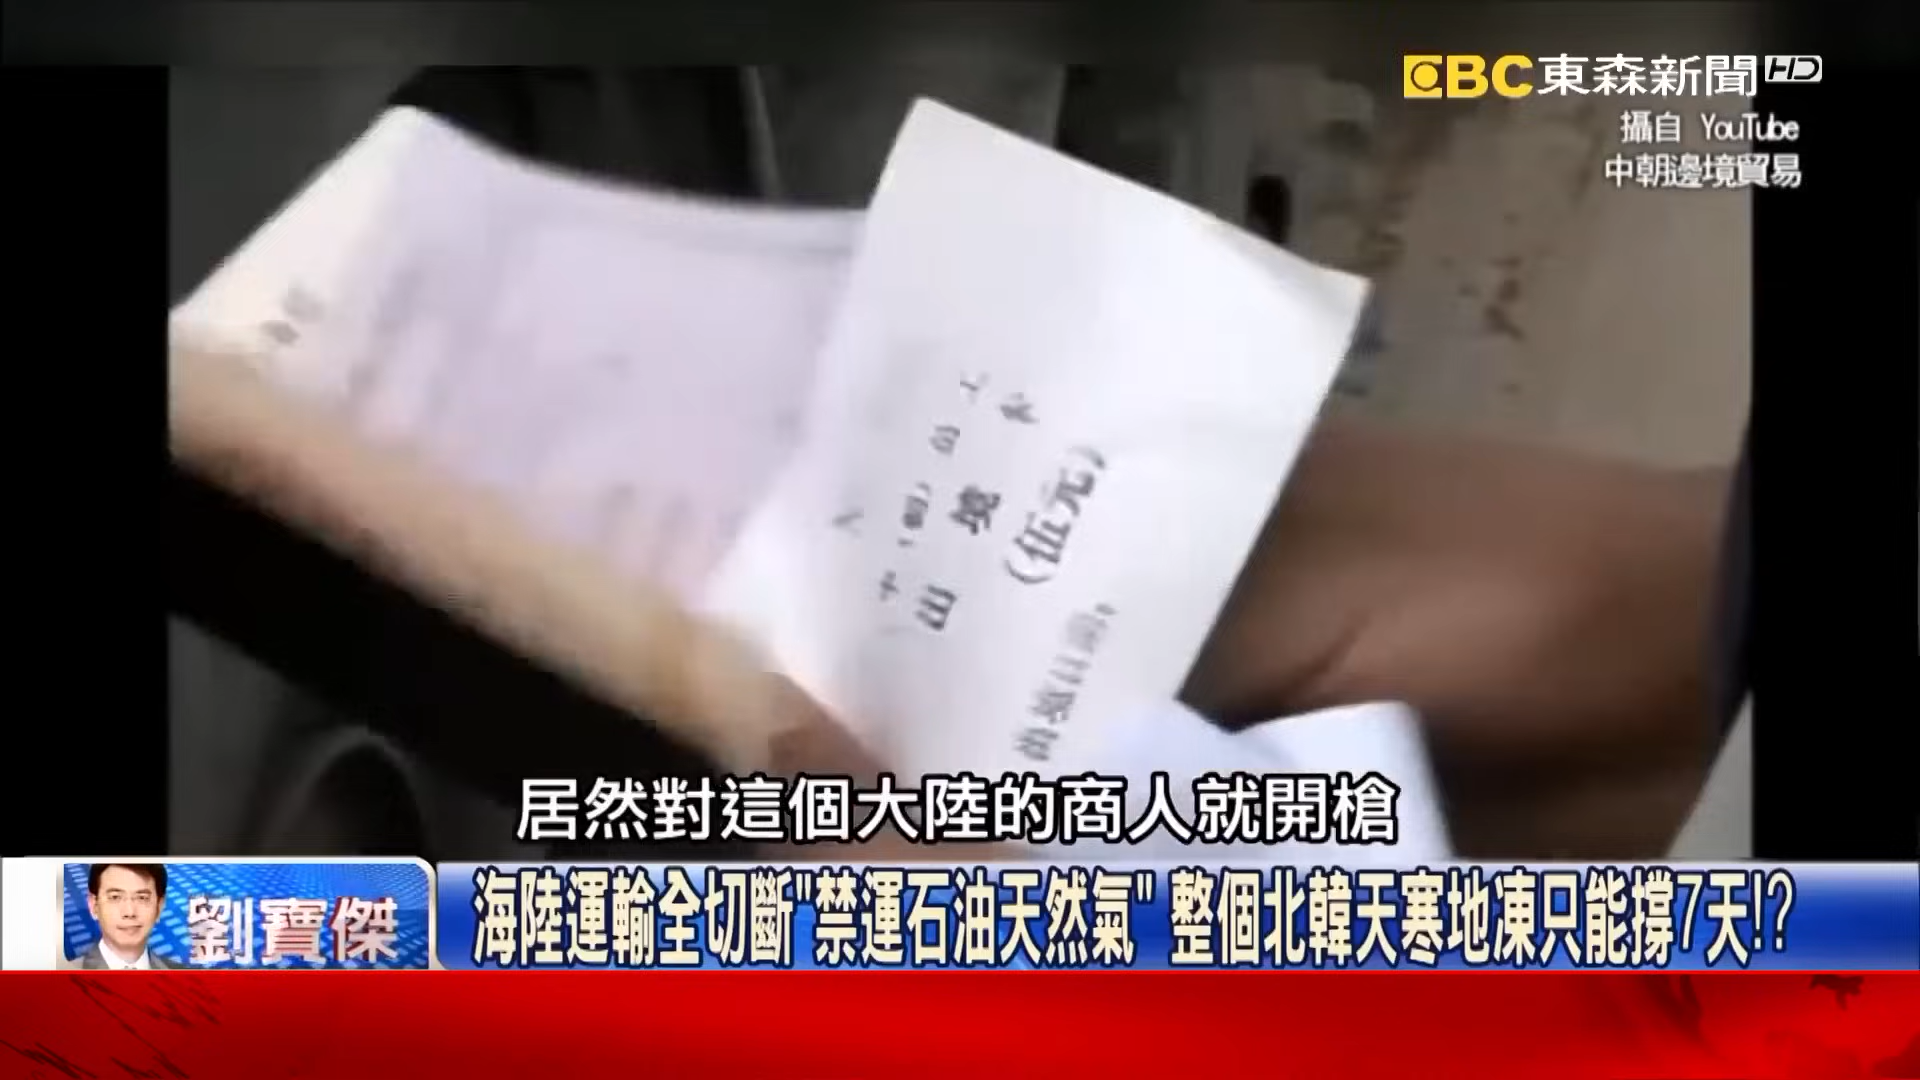 EBC東森新聞HD
攝自 YouTube
中朝邊境貿易
出境
(伍元)
居然對這個大陸的商人就開槍
劉寶傑
海陸運輸全切斷"禁運石油天然氣" 整個北韓天寒地凍只能撐7天!?